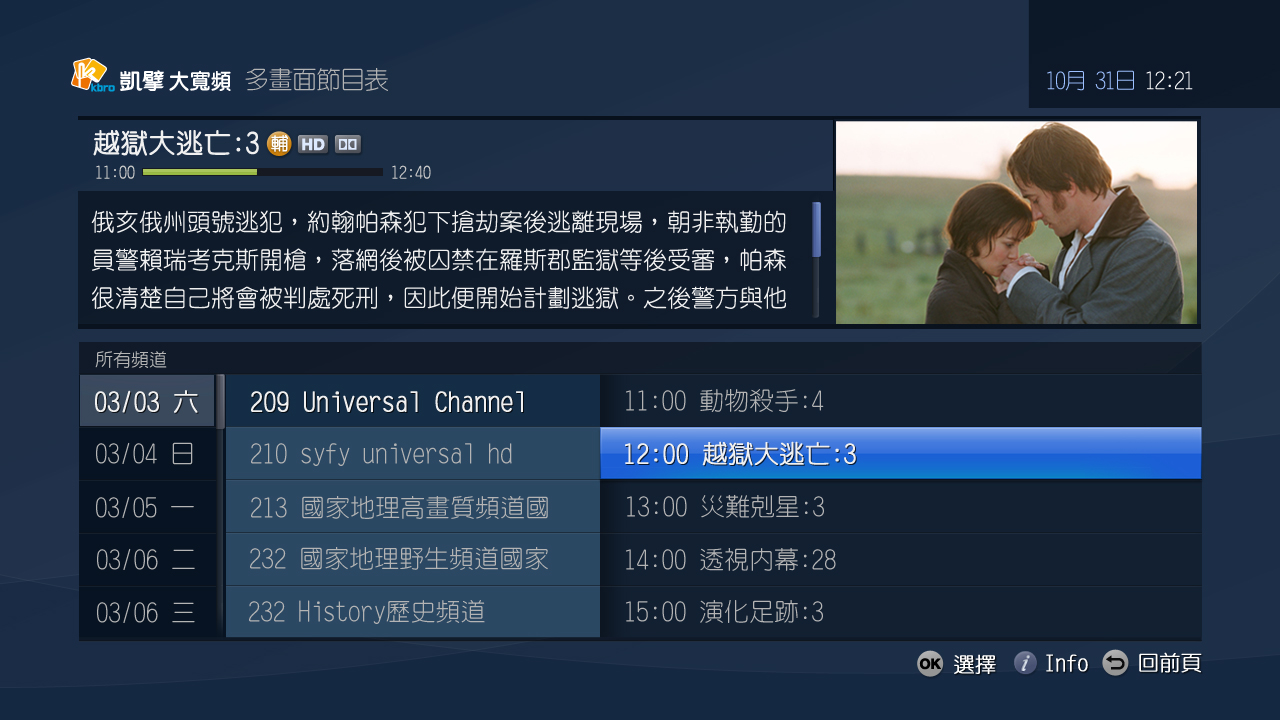 kbro 凱擘 大寬頻 多畫面節目表
10月 31日 12:21
越獄大逃亡:3 輔 HD
11:00 12:40
俄亥俄州頭號逃犯，約翰帕森犯下搶劫案後逃離現場，朝非執勤的
員警賴瑞考克斯開槍，落網後被囚禁在羅斯郡監獄等後受審，帕森
很清楚自己將會被判處死刑，因此便開始計劃逃獄。之後警方與他
所有頻道
03/03 六 209 Universal Channel 11:00 動物殺手:4
03/04 日 210 syfy universal hd 12:00 越獄大逃亡:3
03/05 一 213 國家地理高畫質頻道國 13:00 災難剋星:3
03/06 二 232 國家地理野生頻道國家 14:00 透視內幕:28
03/06 三 232 History歷史頻道 15:00 演化足跡:3
OK 選擇 i Info 回前頁